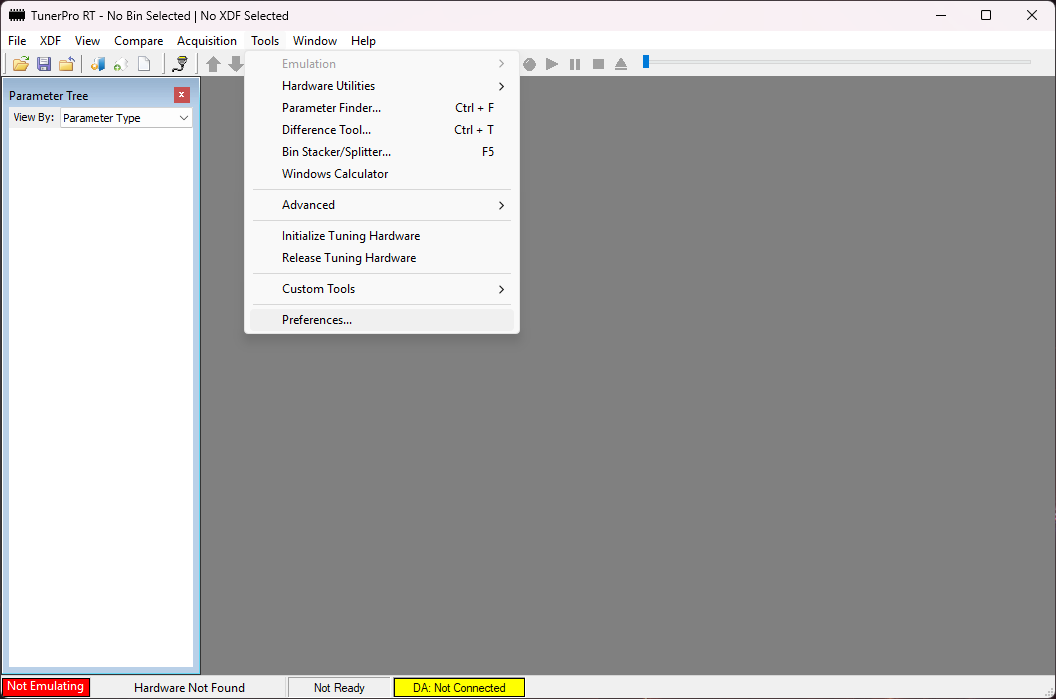 TunerPro RT - No Bin Selected | No XDF Selected
File XDF View Compare Acquisition Tools Window Help
Parameter Tree
View By: Parameter Type
Emulation
Hardware Utilities
Parameter Finder... Ctrl + F
Difference Tool... Ctrl + T
Bin Stacker/Splitter... F5
Windows Calculator
Advanced
Initialize Tuning Hardware
Release Tuning Hardware
Custom Tools
Preferences...
Not Emulating Hardware Not Found Not Ready DA: Not Connected